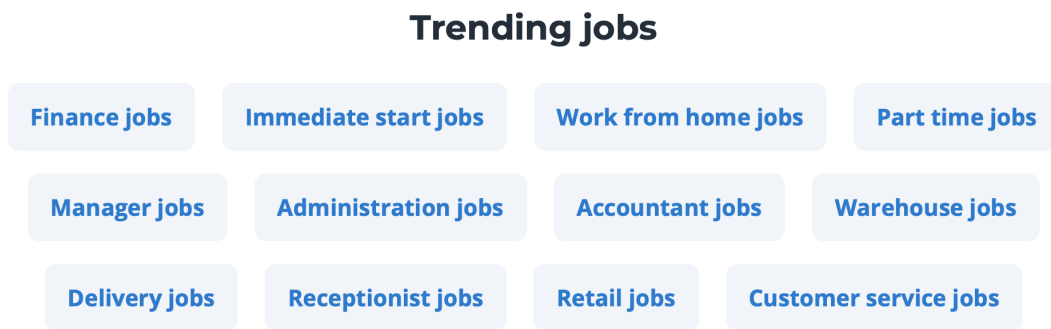 Trending jobs
Finance jobs Immediate start jobs Work from home jobs Part time jobs
Manager jobs Administration jobs Accountant jobs Warehouse jobs
Delivery jobs Receptionist jobs Retail jobs Customer service jobs